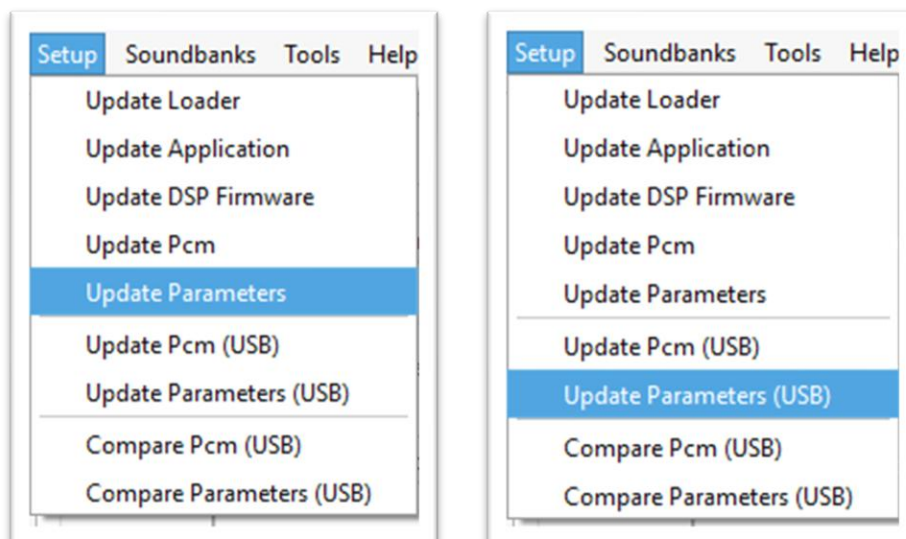 Setup Soundbanks Tools Help
Update Loader
Update Application
Update DSP Firmware
Update Pcm
Update Parameters
Update Pcm (USB)
Update Parameters (USB)
Compare Pcm (USB)
Compare Parameters (USB)
Setup Soundbanks Tools Help
Update Loader
Update Application
Update DSP Firmware
Update Pcm
Update Parameters
Update Pcm (USB)
Update Parameters (USB)
Compare Pcm (USB)
Compare Parameters (USB)